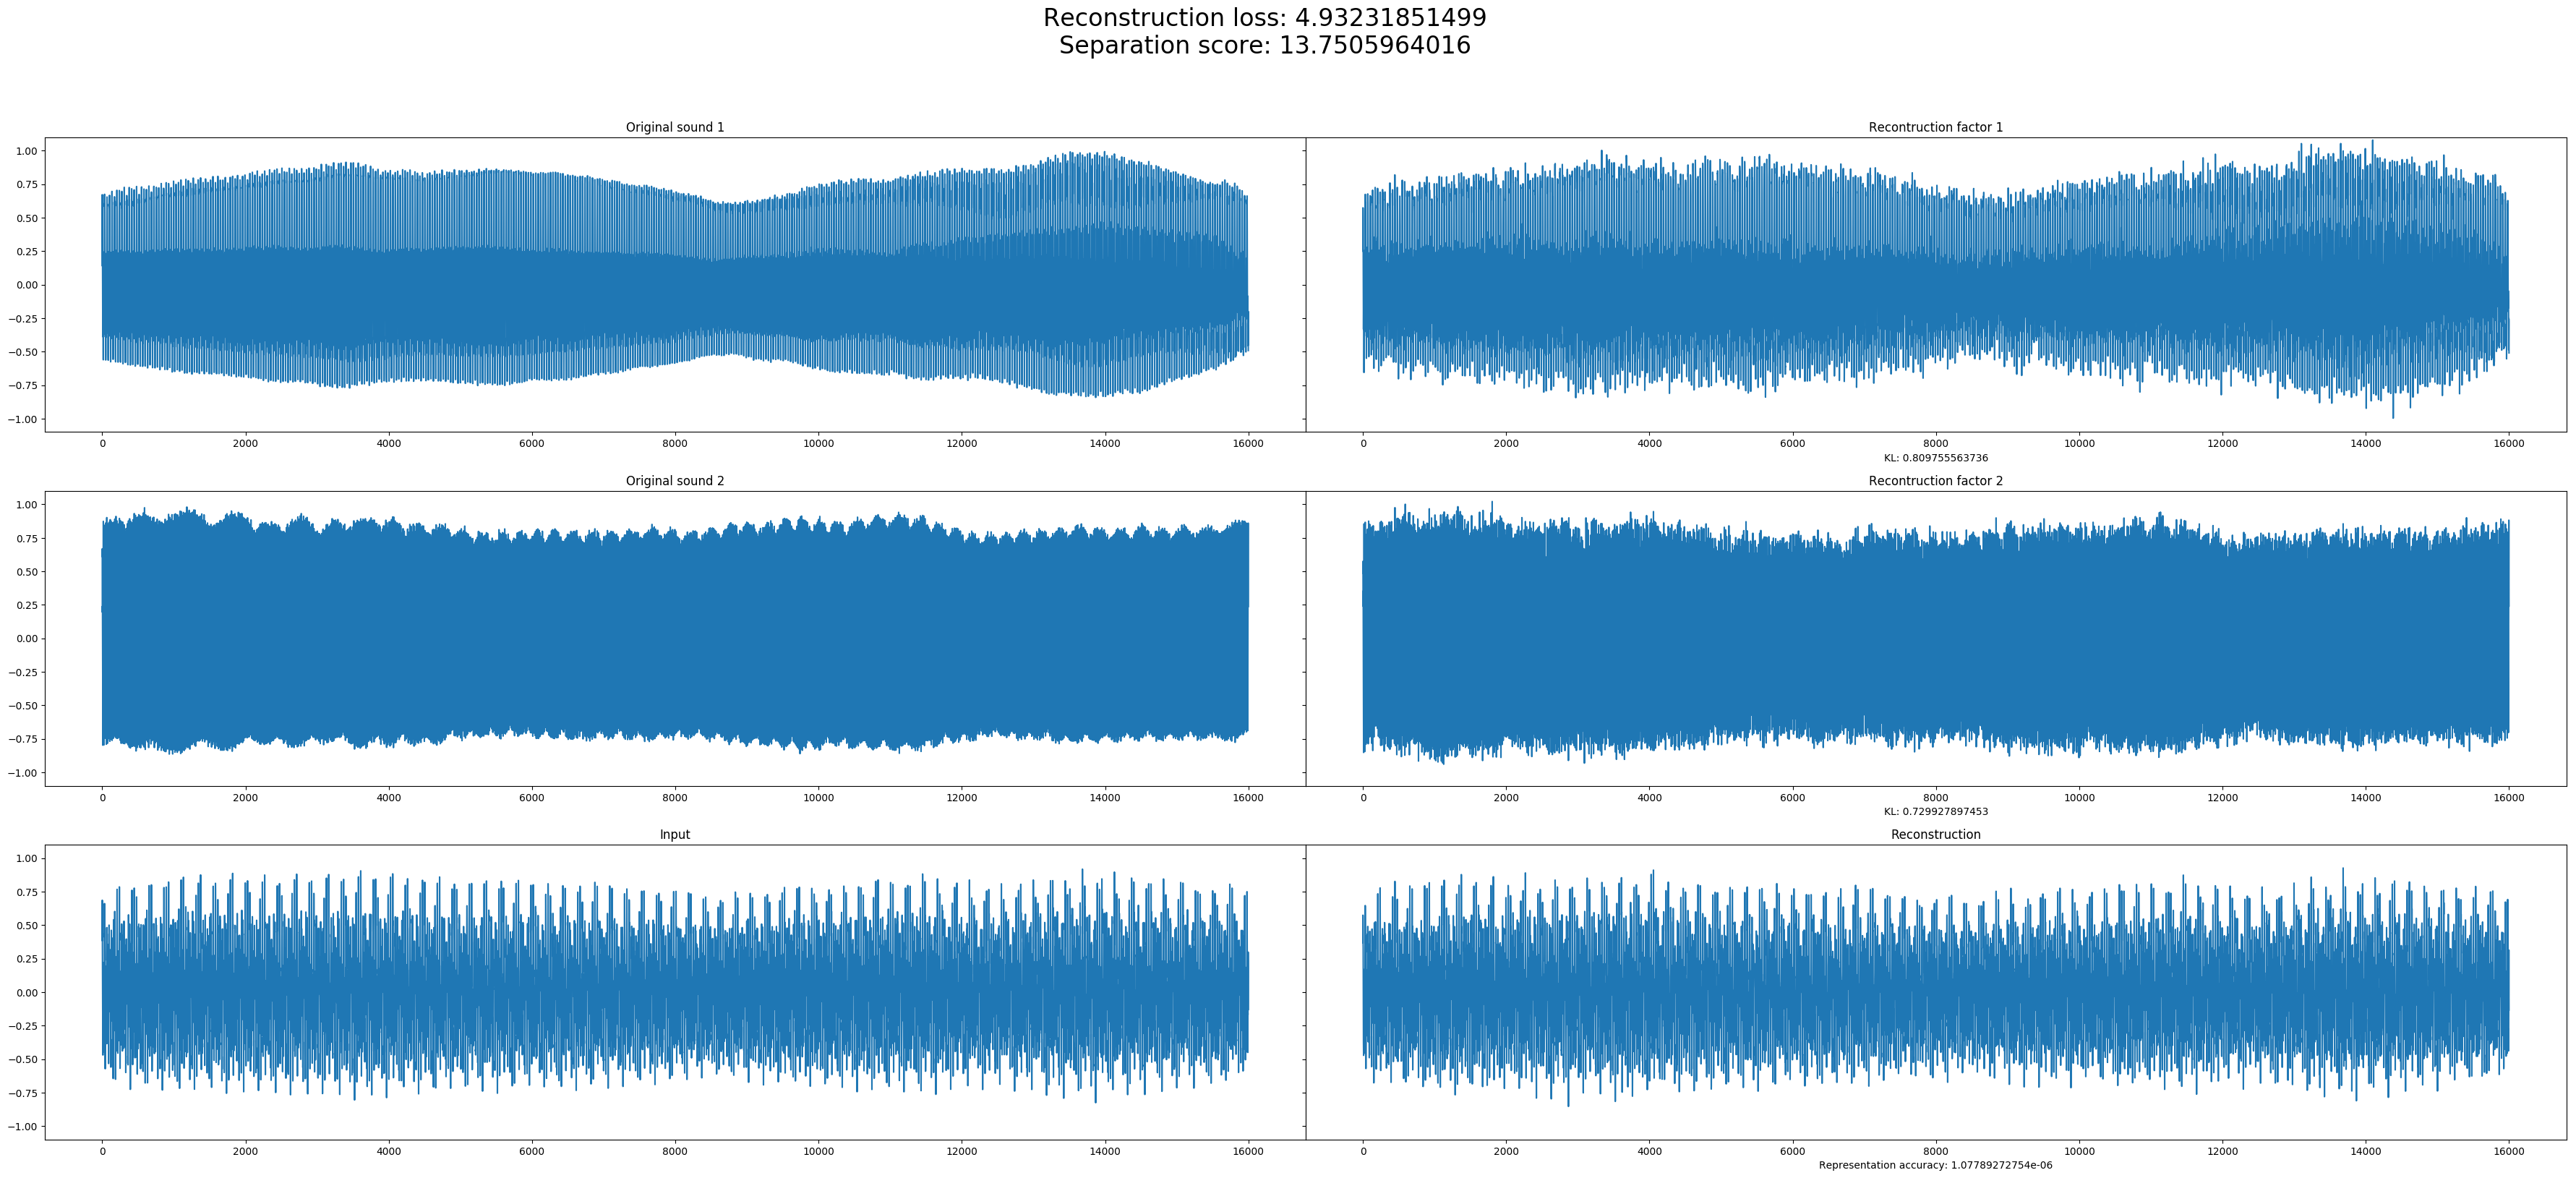 Reconstruction loss: 4.93231851499
Separation score: 13.7505964016
Original sound 1
Recontruction factor 1
1.00
0.75
0.50
0.25
0.00
−0.25
−0.50
−0.75
−1.00
0 2000 4000 6000 8000 10000 12000 14000 16000
0 2000 4000 6000 8000 10000 12000 14000 16000
KL: 0.809755563736
Original sound 2
Recontruction factor 2
1.00
0.75
0.50
0.25
0.00
−0.25
−0.50
−0.75
−1.00
0 2000 4000 6000 8000 10000 12000 14000 16000
0 2000 4000 6000 8000 10000 12000 14000 16000
KL: 0.729927897453
Input
Reconstruction
1.00
0.75
0.50
0.25
0.00
−0.25
−0.50
−0.75
−1.00
0 2000 4000 6000 8000 10000 12000 14000 16000
0 2000 4000 6000 8000 10000 12000 14000 16000
Representation accuracy: 1.07789272754e-06